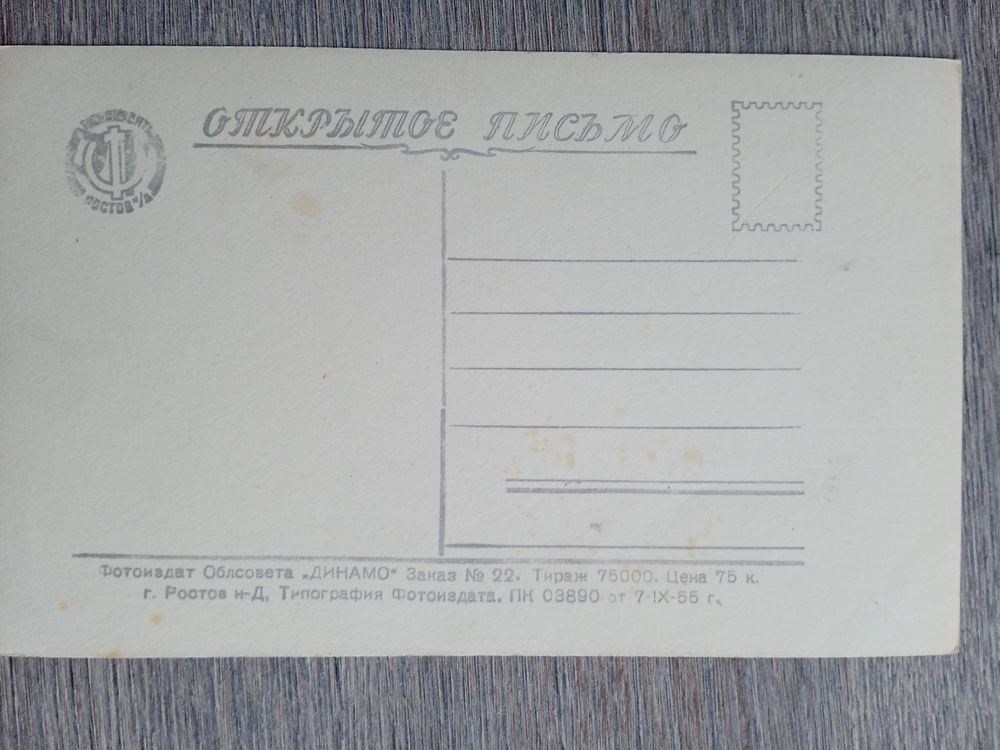 ОТКРЫТОЕ ПИСЬМО
РОСТОВ н/д
Фотоиздат Облсовета „ДИНАМО“ Заказ № 22. Тираж 75000. Цена 75 к.
г. Ростов н-Д, Типография Фотоиздата. ПК 03890 от 7-IX-55 г.